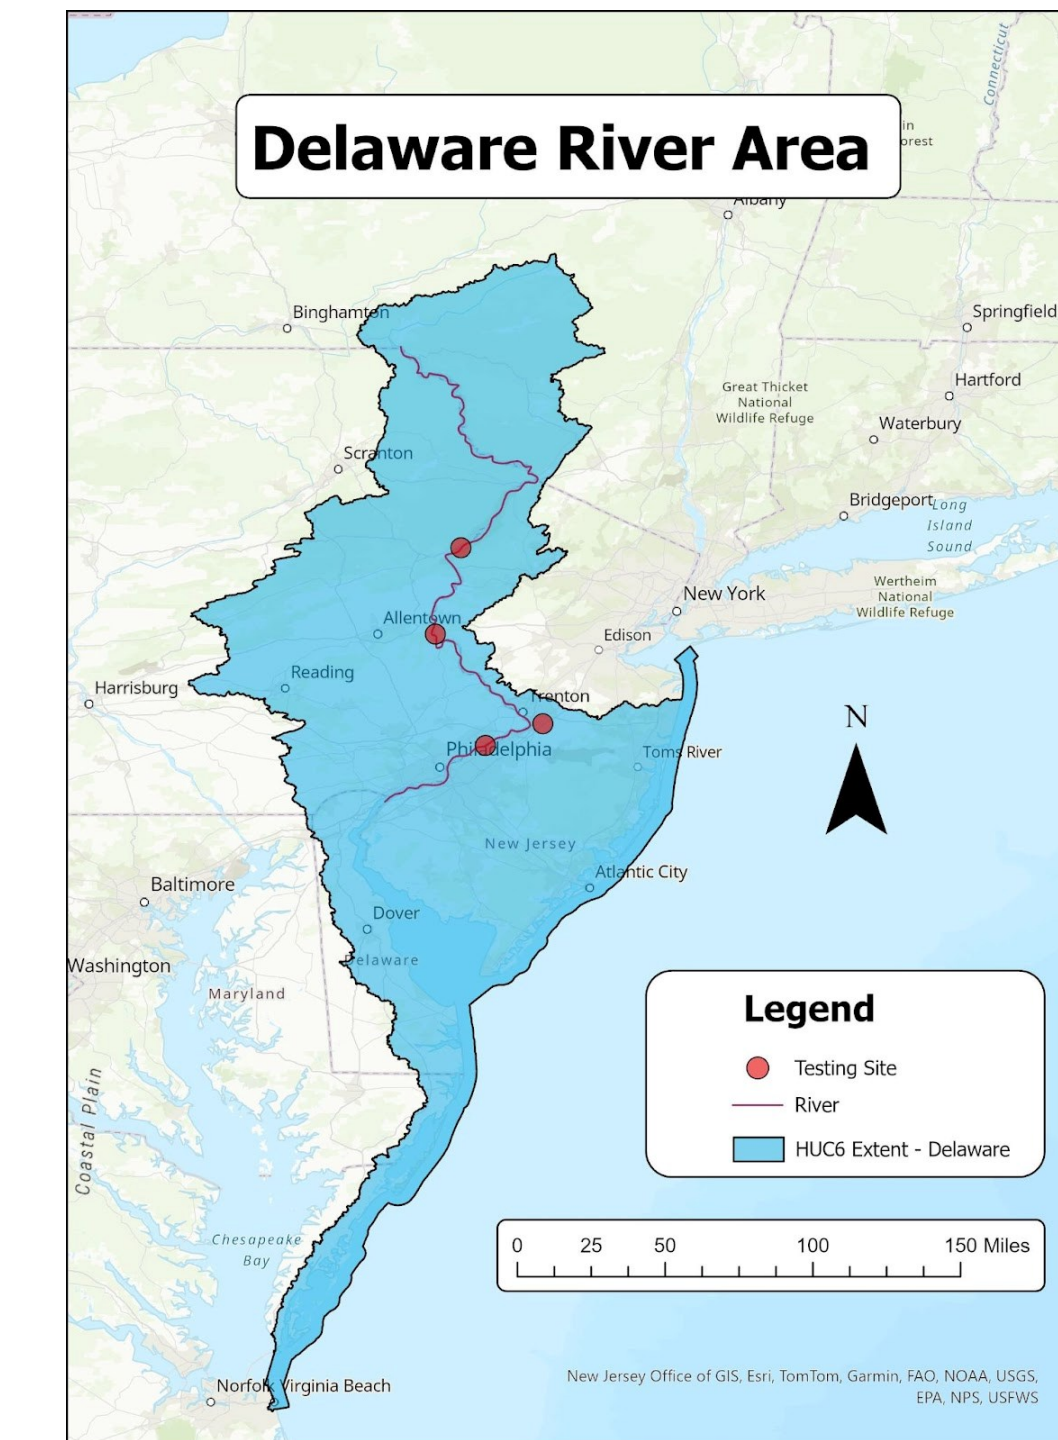 Connecticut
Delaware River Area
in
orest
Albany
Binghamton
Springfield
Great Thicket
National
Wildlife Refuge
Hartford
Waterbury
Scranton
Bridgeport
Long
Island
Sound
Wertheim
National
Wildlife Refuge
New York
Allentown
Edison
Reading
Harrisburg
Trenton
N
Philadelphia
Toms River
New Jersey
Baltimore
Atlantic City
Dover
Delaware
Washington
Maryland
Legend
Testing Site
River
HUC6 Extent - Delaware
Coastal Plain
Chesapeake
Bay
0 25 50 100 150 Miles
New Jersey Office of GIS, Esri, TomTom, Garmin, FAO, NOAA, USGS,
EPA, NPS, USFWS
Norfolk Virginia Beach